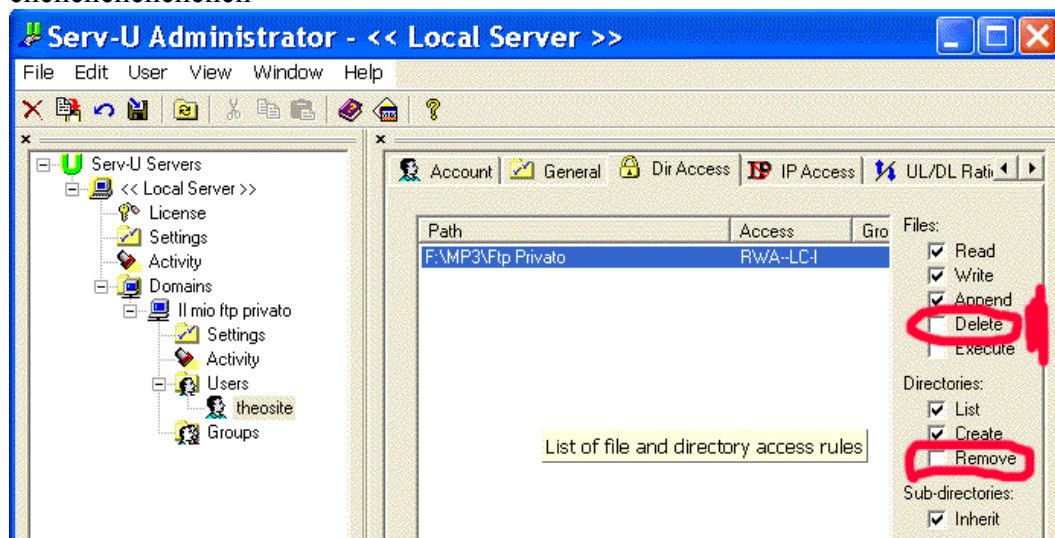 Serv-U Administrator - << Local Server >>
File Edit User View Window Help
Serv-U Servers
<< Local Server >>
License
Settings
Activity
Domains
Il mio ftp privato
Settings
Activity
Users
theosite
Groups
Account General Dir Access IP Access UL/DL Rati
Path Access Gro
F:\MP3\Ftp Privato RWA--LC-I
List of file and directory access rules
Files:
Read
Write
Append
Delete
Execute
Directories:
List
Create
Remove
Sub-directories:
Inherit